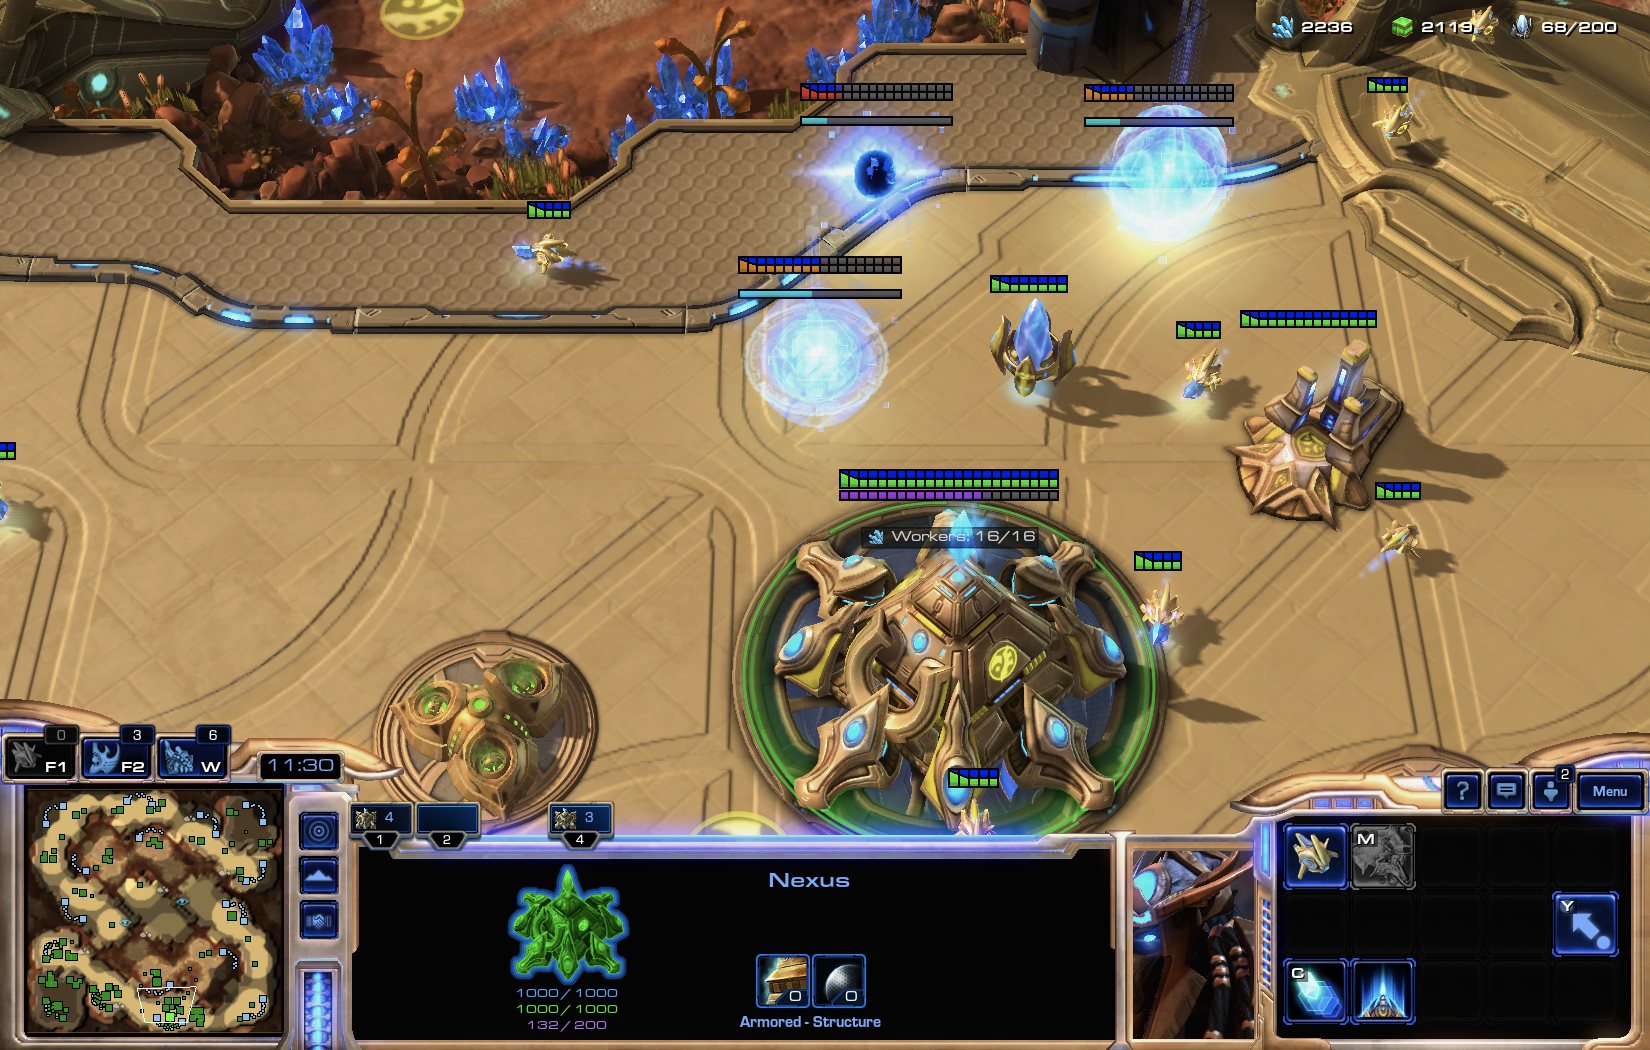 2236 2119 68/200
Workers: 16/16
0 3 6
F1 F2 W
11:30
2
? Menu
4 3
1 2 4
Nexus
M
Y
C
1000/1000
1000/1000
132/200
0 0
Armored - Structure